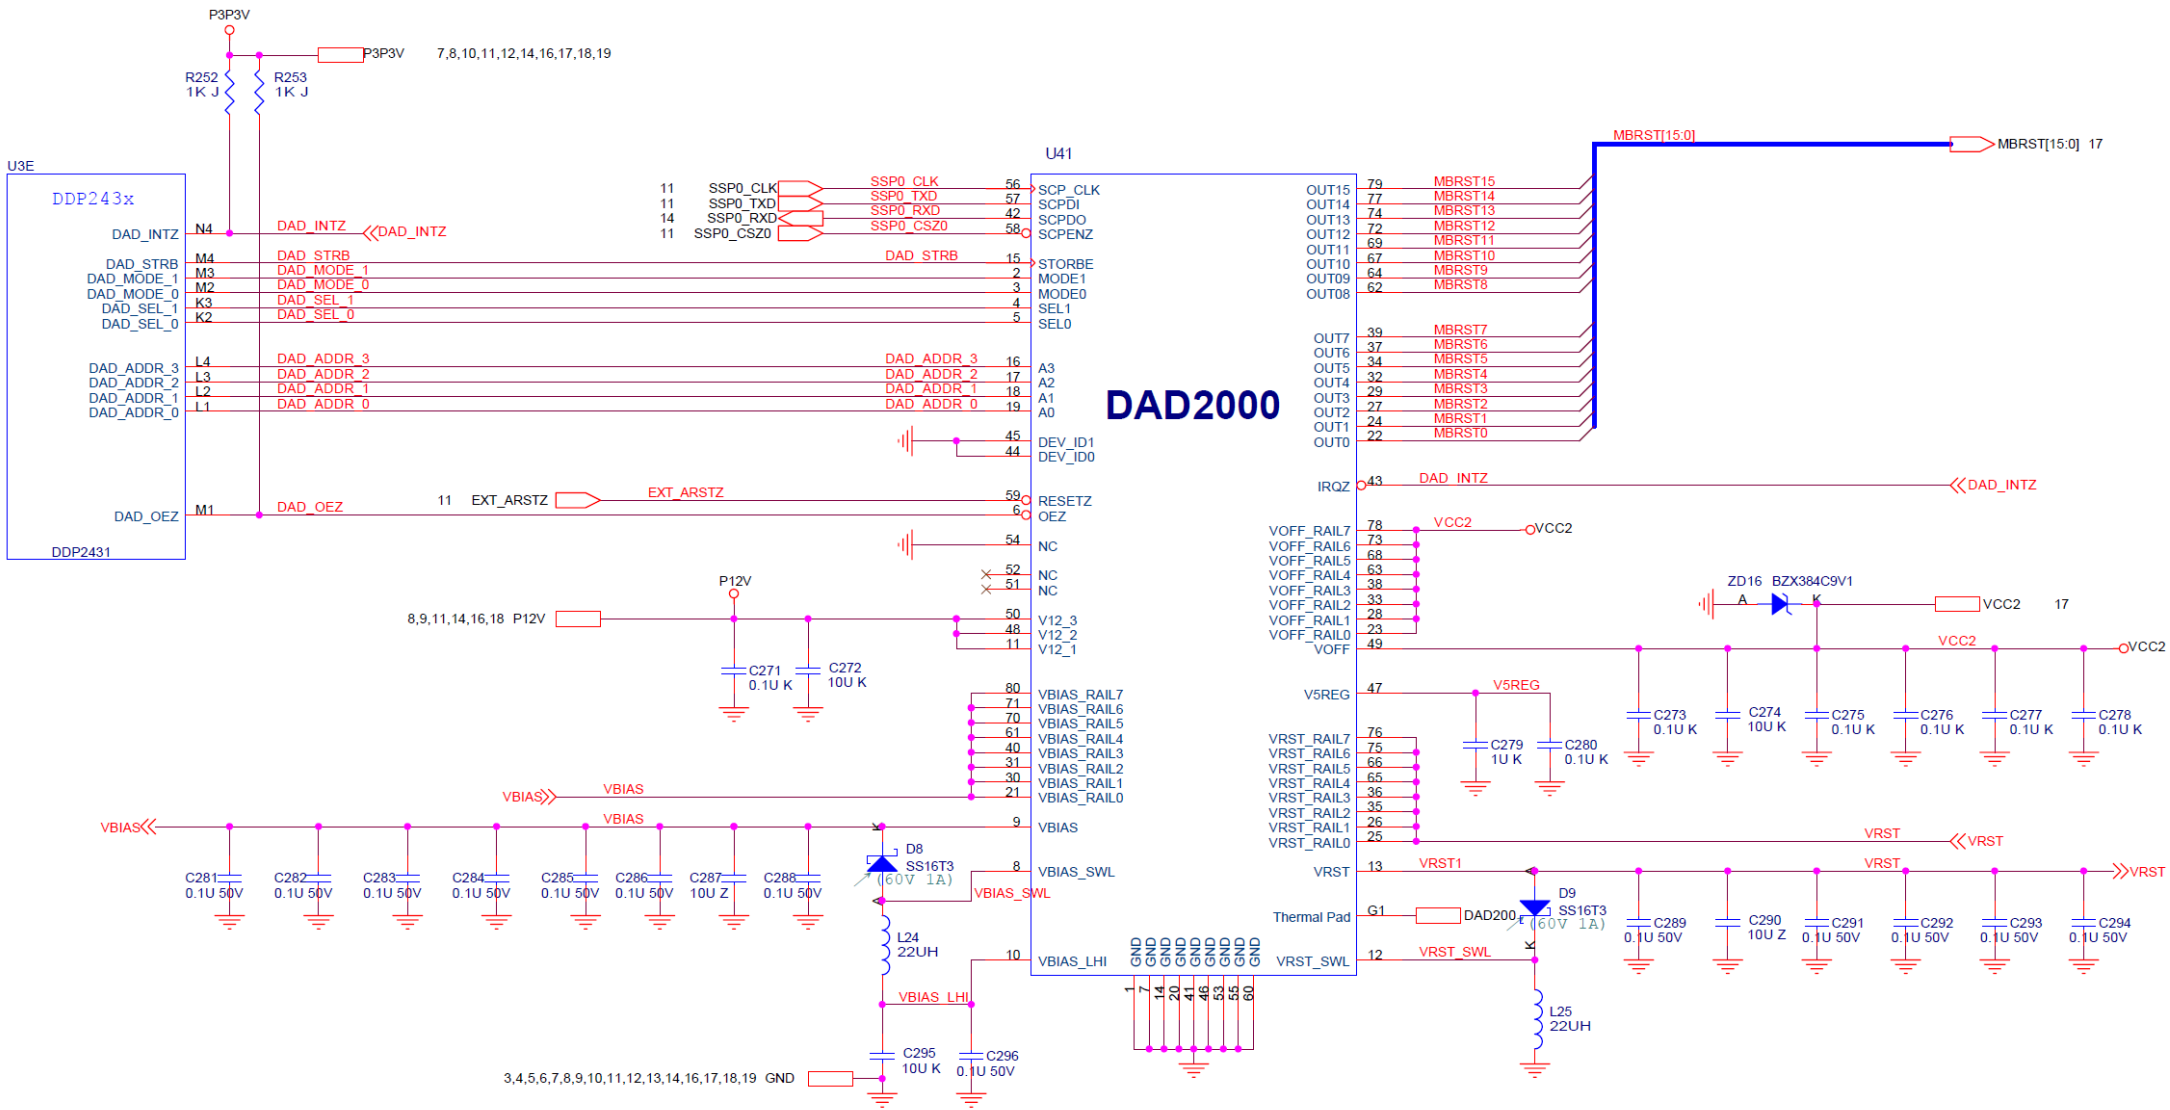 P3P3V
P3P3V 7,8,10,11,12,14,16,17,18,19
R252
1K J
R253
1K J
U3E
DDP243x
DAD_INTZ N4 DAD_INTZ DAD_INTZ
DAD_STRB M4 DAD_STRB
DAD_MODE_1 M3 DAD_MODE_1
DAD_MODE_0 M2 DAD_MODE_0
DAD_SEL_1 K3 DAD_SEL_1
DAD_SEL_0 K2 DAD_SEL_0
DAD_ADDR_3 L4 DAD_ADDR_3
DAD_ADDR_2 L3 DAD_ADDR_2
DAD_ADDR_1 L2 DAD_ADDR_1
DAD_ADDR_0 L1 DAD_ADDR_0
DAD_OEZ M1 DAD_OEZ
DDP2431
U41
DAD2000
11 SSP0_CLK SSP0_CLK 56 SCP_CLK
11 SSP0_TXD SSP0_TXD 57 SCPDI
14 SSP0_RXD SSP0_RXD 42 SCPDO
11 SSP0_CSZ0 SSP0_CSZ0 58 SCPENZ
DAD_STRB 15 STORBE
2 MODE1
3 MODE0
4 SEL1
5 SEL0
DAD_ADDR_3 16 A3
DAD_ADDR_2 17 A2
DAD_ADDR_1 18 A1
DAD_ADDR_0 19 A0
45 DEV_ID1
44 DEV_ID0
11 EXT_ARSTZ EXT_ARSTZ 59 RESETZ
6 OEZ
54 NC
52 NC
51 NC
P12V
8,9,11,14,16,18 P12V 50 V12_3
48 V12_2
11 V12_1
C271
0.1U K
C272
10U K
80 VBIAS_RAIL7
71 VBIAS_RAIL6
70 VBIAS_RAIL5
61 VBIAS_RAIL4
40 VBIAS_RAIL3
31 VBIAS_RAIL2
30 VBIAS_RAIL1
VBIAS VBIAS 21 VBIAS_RAIL0
VBIAS VBIAS K 9 VBIAS
C281
0.1U 50V
C282
0.1U 50V
C283
0.1U 50V
C284
0.1U 50V
C285
0.1U 50V
C286
0.1U 50V
C287
10U Z
C288
0.1U 50V
D8
SS16T3
(60V 1A)
A
8 VBIAS_SWL
VBIAS_SWL
L24
22UH
10 VBIAS_LHI
VBIAS_LHI
C295
10U K
C296
0.1U 50V
3,4,5,6,7,8,9,10,11,12,13,14,16,17,18,19 GND
GND GND GND GND GND GND GND GND GND
1 7 14 20 41 46 53 55 60
MBRST[15:0]
MBRST[15:0] 17
OUT15 79 MBRST15
OUT14 77 MBRST14
OUT13 74 MBRST13
OUT12 72 MBRST12
OUT11 69 MBRST11
OUT10 67 MBRST10
OUT09 64 MBRST9
OUT08 62 MBRST8
OUT7 39 MBRST7
OUT6 37 MBRST6
OUT5 34 MBRST5
OUT4 32 MBRST4
OUT3 29 MBRST3
OUT2 27 MBRST2
OUT1 24 MBRST1
OUT0 22 MBRST0
IRQZ 43 DAD_INTZ DAD_INTZ
VOFF_RAIL7 78 VCC2 VCC2
VOFF_RAIL6 73
VOFF_RAIL5 68
VOFF_RAIL4 63
VOFF_RAIL3 38
VOFF_RAIL2 33
VOFF_RAIL1 28
VOFF_RAIL0 23
VOFF 49 VCC2 VCC2
ZD16 BZX384C9V1
A K VCC2 17
V5REG 47 V5REG
C273
0.1U K
C274
10U K
C275
0.1U K
C276
0.1U K
C277
0.1U K
C278
0.1U K
C279
1U K
C280
0.1U K
VRST_RAIL7 76
VRST_RAIL6 75
VRST_RAIL5 66
VRST_RAIL4 65
VRST_RAIL3 36
VRST_RAIL2 35
VRST_RAIL1 26
VRST_RAIL0 25 VRST VRST
VRST 13 VRST1 A VRST VRST
Thermal Pad G1 DAD200
D9
SS16T3
(60V 1A)
K
VRST_SWL 12 VRST_SWL
L25
22UH
C289
0.1U 50V
C290
10U Z
C291
0.1U 50V
C292
0.1U 50V
C293
0.1U 50V
C294
0.1U 50V